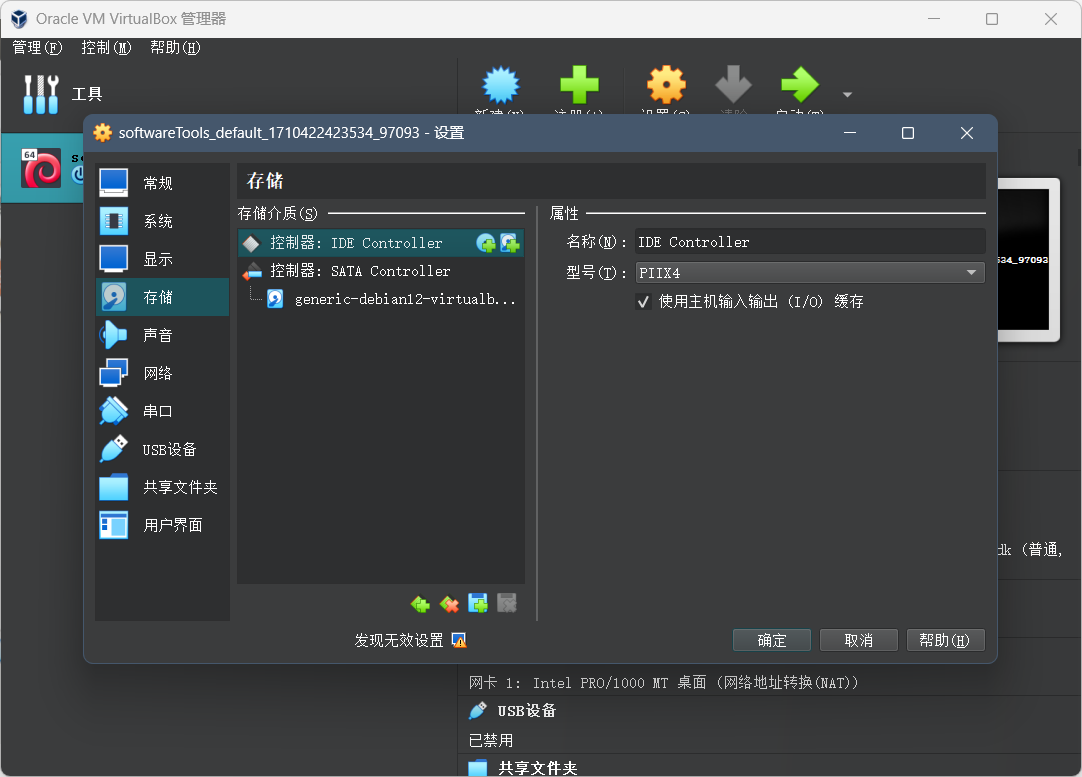 Oracle VM VirtualBox 管理器
管理(F) 控制(M) 帮助(H)
工具
新建(N) 注册(A) 设置(S) 清除 启动(T)
64
softwareTools_default_1710422423534_97093 - 设置
常规
系统
显示
存储
声音
网络
串口
USB设备
共享文件夹
用户界面
存储
存储介质(S)
控制器: IDE Controller
控制器: SATA Controller
generic-debian12-virtualb...
属性
名称(N): IDE Controller
型号(T): PIIX4
使用主机输入输出 (I/O) 缓存
534_97093
dk (普通,
发现无效设置
确定 取消 帮助(H)
网卡 1: Intel PRO/1000 MT 桌面 (网络地址转换(NAT))
USB设备
已禁用
共享文件夹